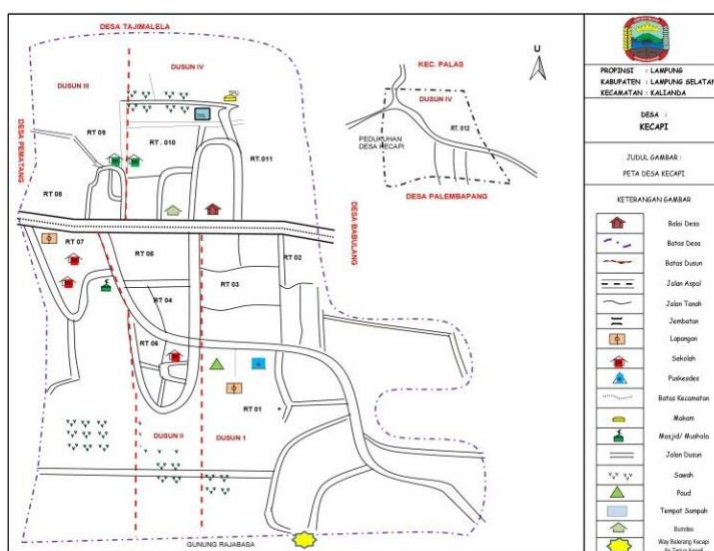 DESA TAJIMALELA
DUSUN III
DUSUN IV
TPU
RT 09
RT . 010
RT.011
DESA PEMATANG
RT 08
RT 07
RT 05
RT 02
RT 03
RT 04
RT 06
RT 01
DUSUN II
DUSUN 1
DESA BABULANG
GUNUNG RAJABASA
KEC. PALAS
DUSUN IV
RT. 012
PEDUKUHAN
DESA KECAPI
DESA PALEMBAPANG
U
PROPINSI : LAMPUNG
KABUPATEN : LAMPUNG SELATAN
KECAMATAN : KALIANDA
DESA :
KECAPI
JUDUL GAMBAR :
PETA DESA KECAPI
KETERANGAN GAMBAR
Balai Desa
Batas Desa
Batas Dusun
Jalan Aspal
Jalan Tanah
Jembatan
Lapangan
Sekolah
Puskesdes
Batas Kecamatan
Makam
Masjid/ Mushola
Jalan Dusun
Sawah
Paud
Tempat Sampah
Bumdes
Way Belerang Kecapi